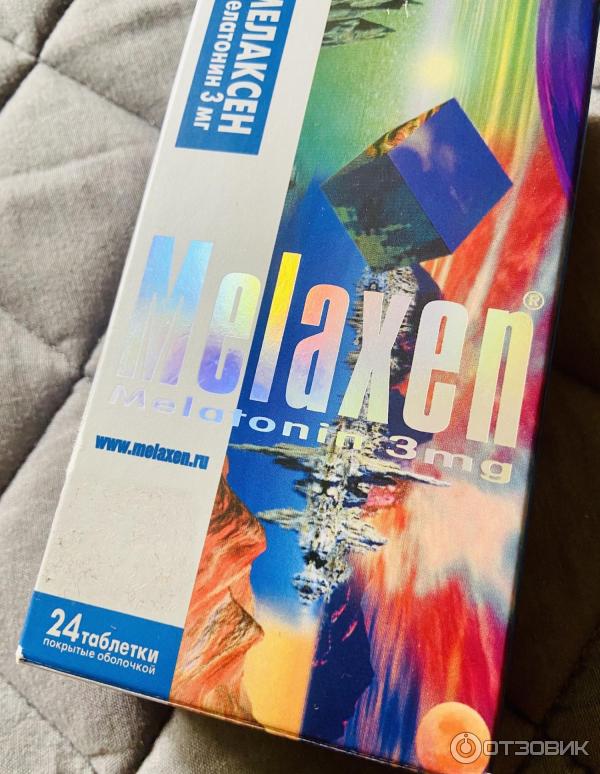 МЕЛАКСЕН
мелатонин 3 мг
Melaxen®
Melatonin 3mg
www.melaxen.ru
24 таблетки
покрытые оболочкой
ОТЗОВИК